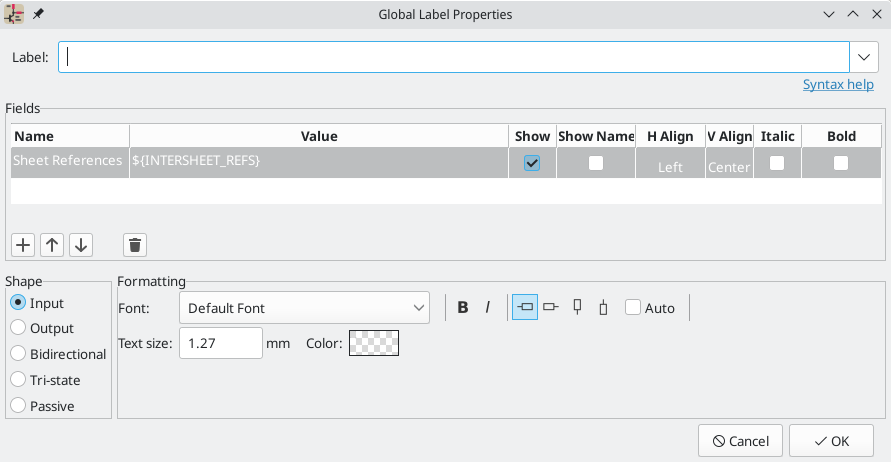 Global Label Properties
Label:
Syntax help
Fields
Name Value Show Show Name H Align V Align Italic Bold
Sheet References ${INTERSHEET_REFS} Left Center
Shape
Input
Output
Bidirectional
Tri-state
Passive
Formatting
Font: Default Font B I Auto
Text size: 1.27 mm Color:
Cancel OK